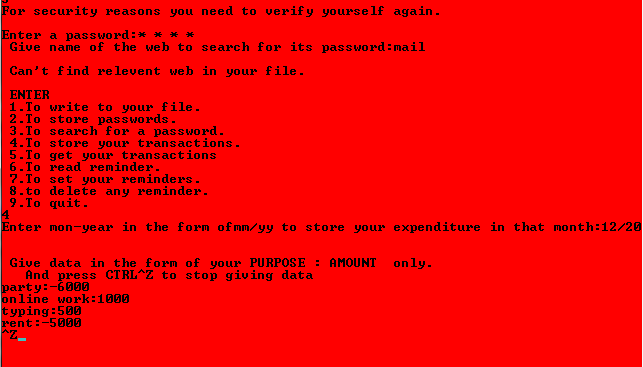 For security reasons you need to verify yourself again.
Enter a password:* * * *
Give name of the web to search for its password:mail
Can't find relevent web in your file.
ENTER
1.To write to your file.
2.To store passwords.
3.To search for a password.
4.To store your transactions.
5.To get your transactions
6.To read reminder.
7.To set your reminders.
8.to delete any reminder.
9.To quit.
4
Enter mon-year in the form ofmm/yy to store your expenditure in that month:12/20
Give data in the form of your PURPOSE : AMOUNT only.
And press CTRL^Z to stop giving data
party:-6000
online work:1000
typing:500
rent:-5000
^Z